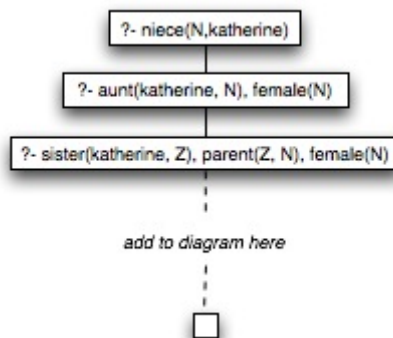 ?- niece(N,katherine)
?- aunt(katherine, N), female(N)
?- sister(katherine, Z), parent(Z, N), female(N)
add to diagram here